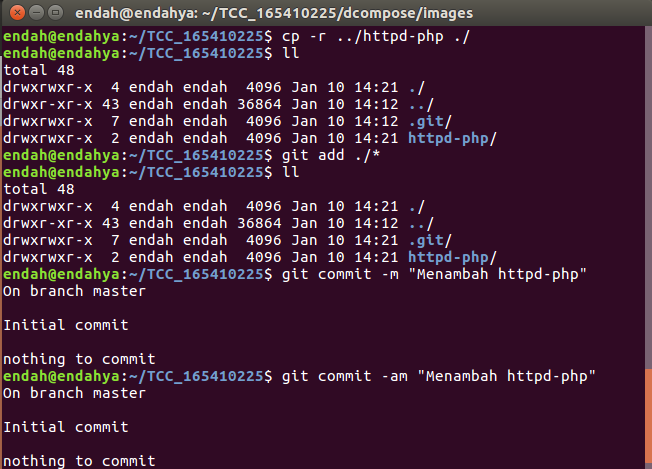 endah@endahya: ~/TCC_165410225/dcompose/images
endah@endahya:~/TCC_165410225$ cp -r ../httpd-php ./
endah@endahya:~/TCC_165410225$ ll
total 48
drwxrwxr-x  4 endah endah  4096 Jan 10 14:21 ./
drwxr-xr-x 43 endah endah 36864 Jan 10 14:12 ../
drwxrwxr-x  7 endah endah  4096 Jan 10 14:12 .git/
drwxrwxr-x  2 endah endah  4096 Jan 10 14:21 httpd-php/
endah@endahya:~/TCC_165410225$ git add ./*
endah@endahya:~/TCC_165410225$ ll
total 48
drwxrwxr-x  4 endah endah  4096 Jan 10 14:21 ./
drwxr-xr-x 43 endah endah 36864 Jan 10 14:12 ../
drwxrwxr-x  7 endah endah  4096 Jan 10 14:21 .git/
drwxrwxr-x  2 endah endah  4096 Jan 10 14:21 httpd-php/
endah@endahya:~/TCC_165410225$ git commit -m "Menambah httpd-php"
On branch master
Initial commit
nothing to commit
endah@endahya:~/TCC_165410225$ git commit -am "Menambah httpd-php"
On branch master
Initial commit
nothing to commit